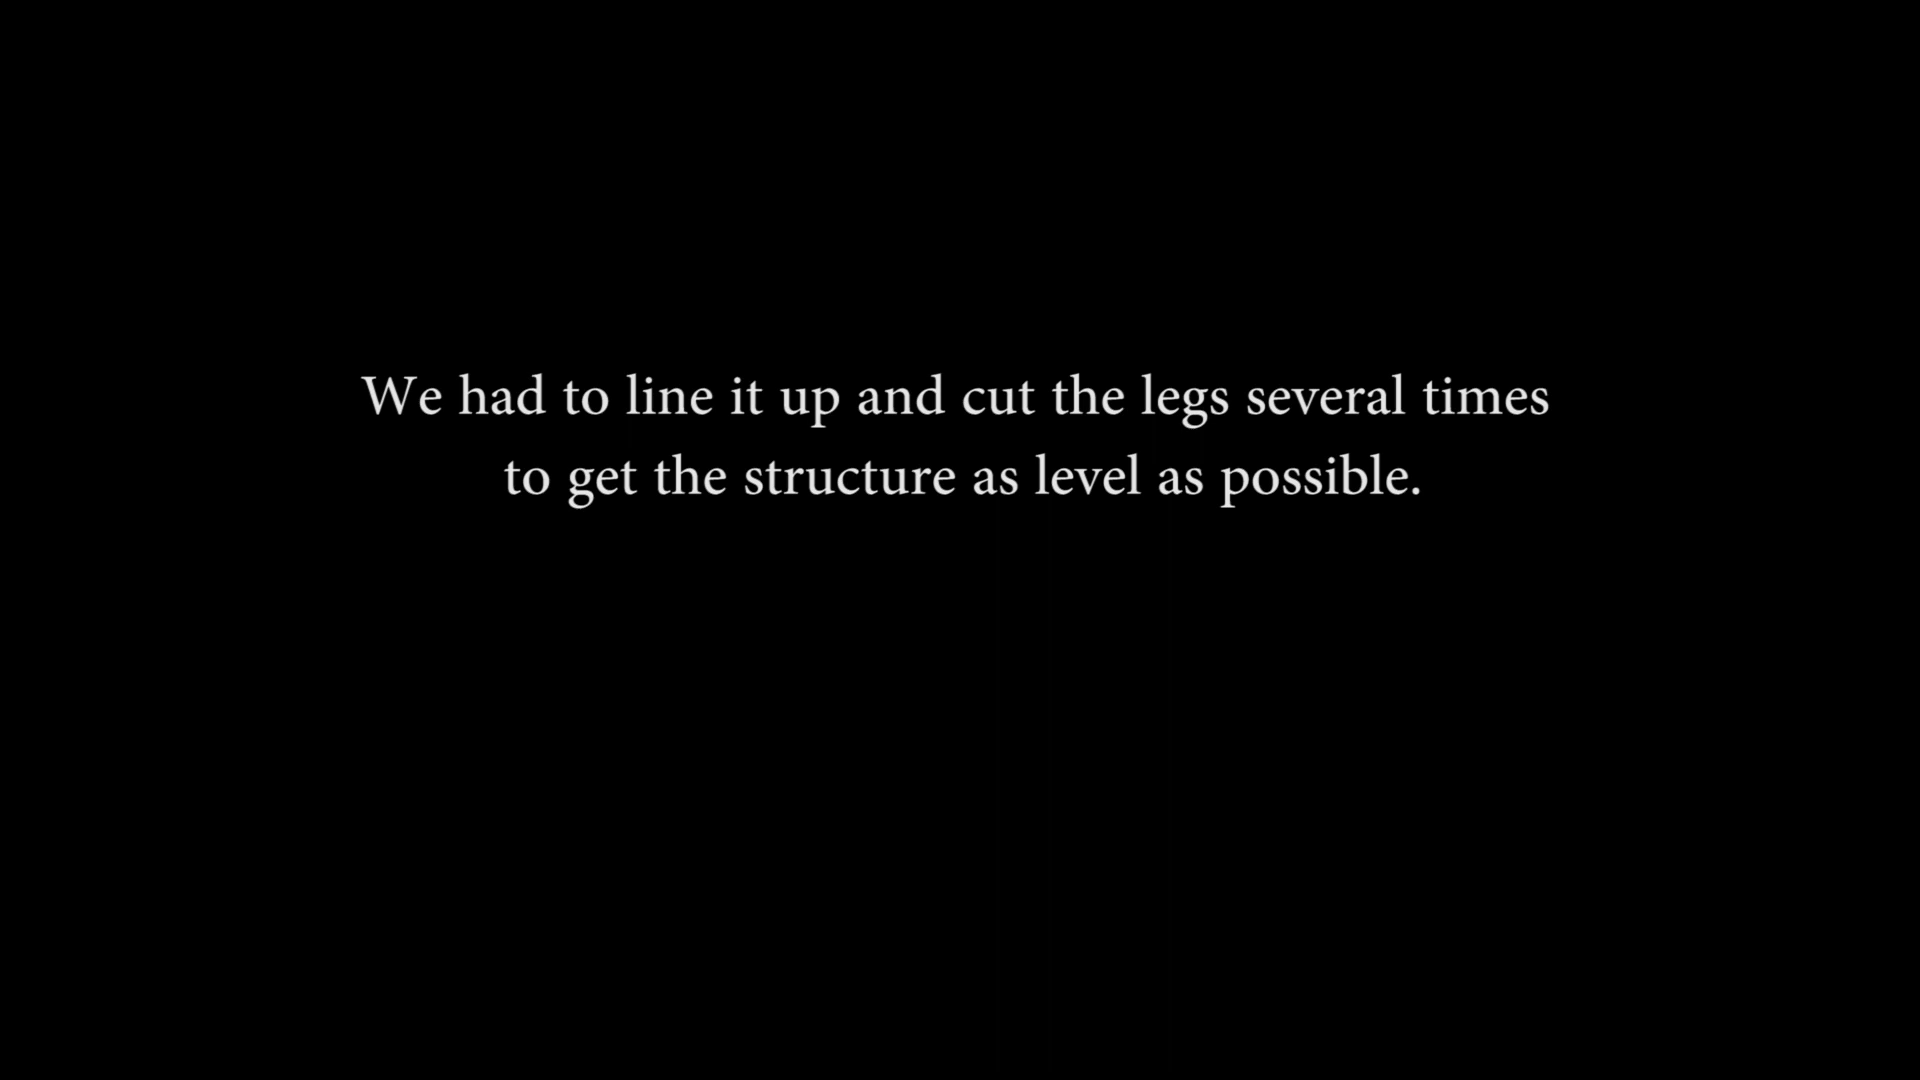 We had to line it up and cut the legs several times
to get the structure as level as possible.